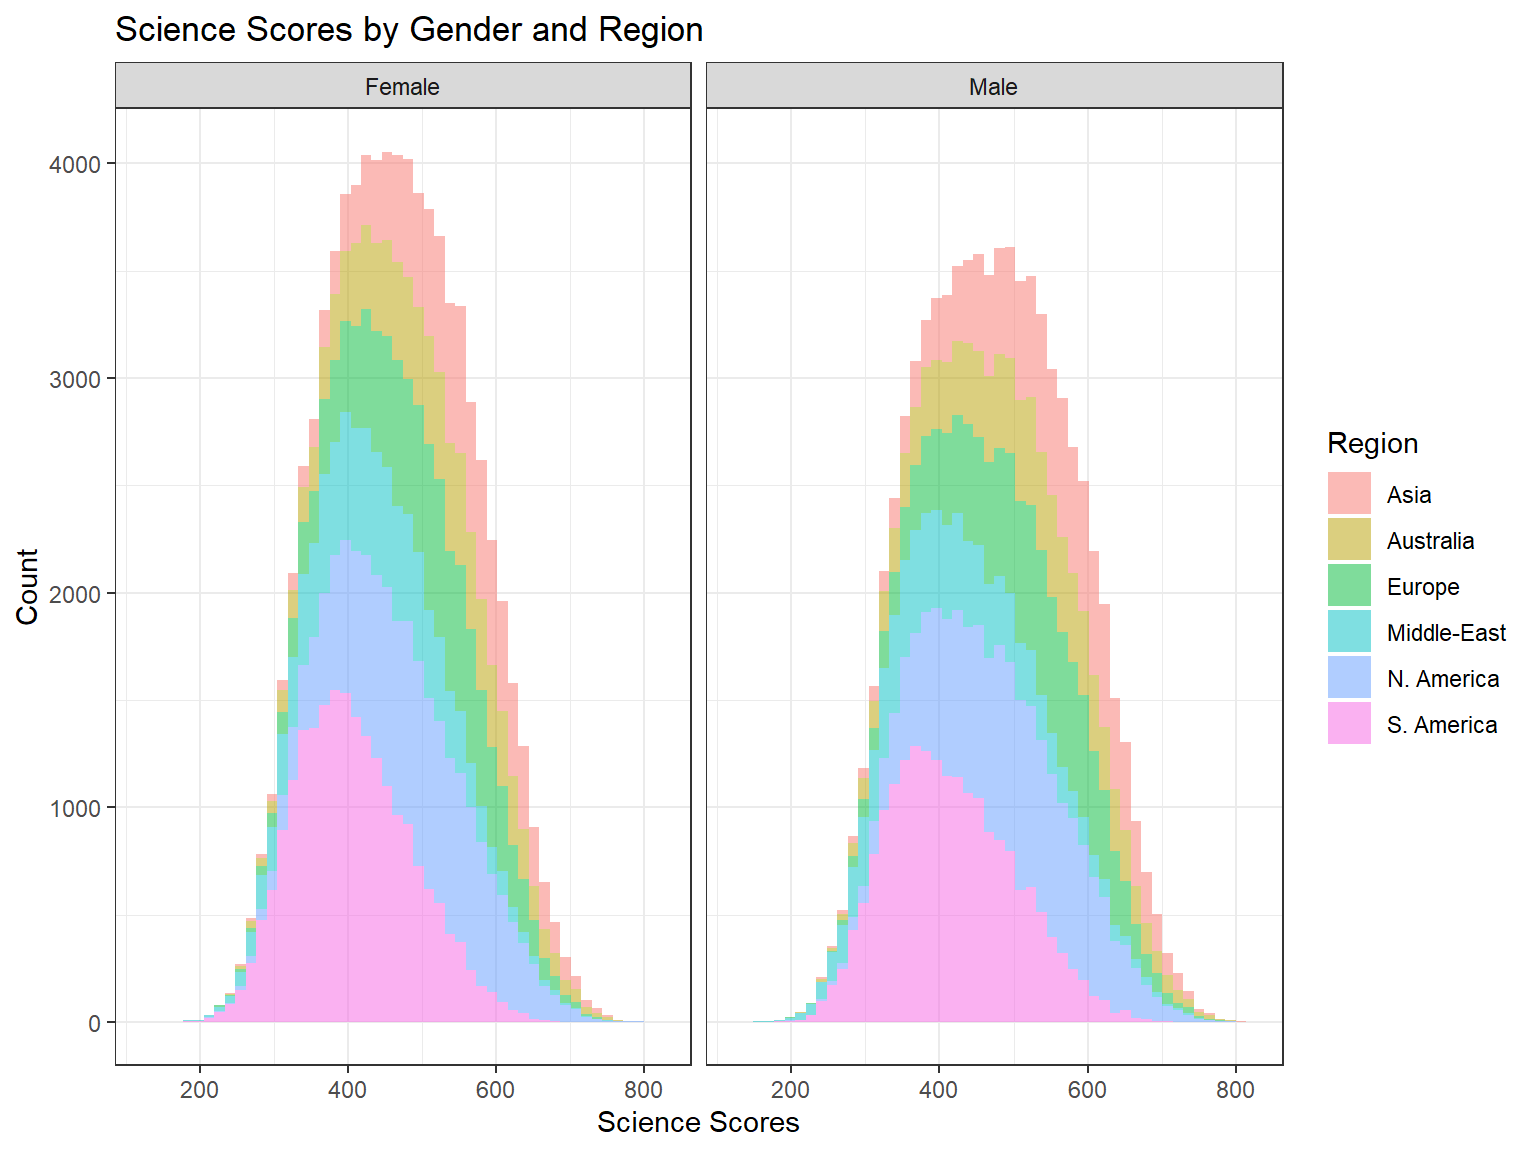 Science Scores by Gender and Region
Female
Male
4000
3000
2000
1000
0
Count
200
400
600
800
200
400
600
800
Science Scores
Region
Asia
Australia
Europe
Middle-East
N. America
S. America